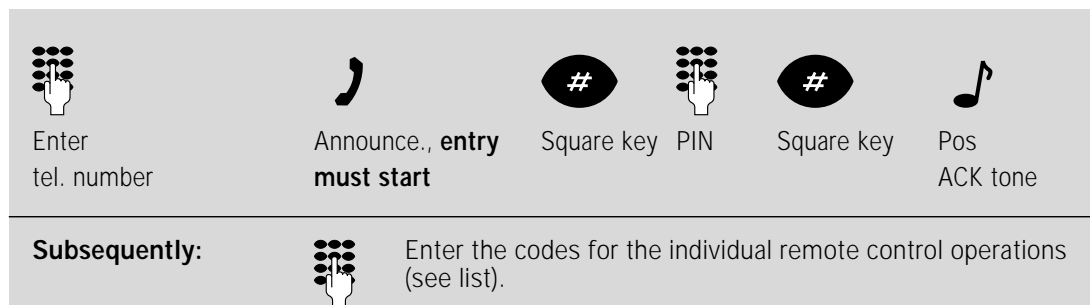 # #
Enter Announce., entry Square key PIN Square key Pos
tel. number must start ACK tone
Subsequently: Enter the codes for the individual remote control operations
(see list).